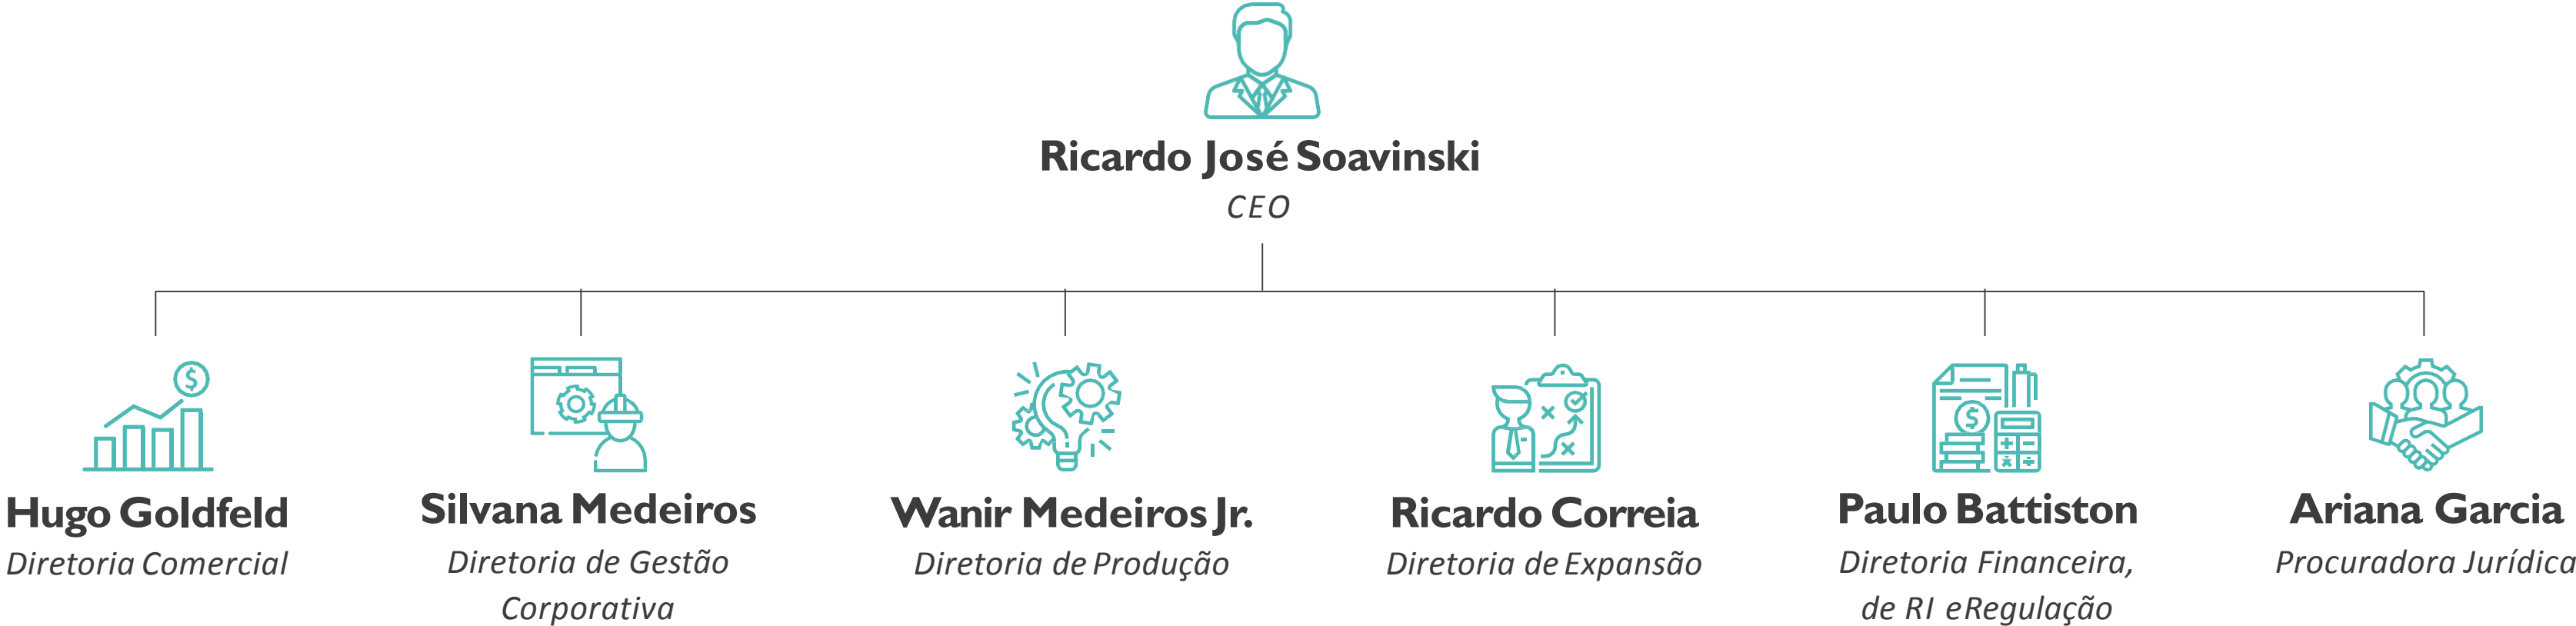 Ricardo José Soavinski
CEO
$
$
Hugo Goldfeld
Diretoria Comercial
Silvana Medeiros
Diretoria de Gestão
Corporativa
Wanir Medeiros Jr.
Diretoria de Produção
Ricardo Correia
Diretoria de Expansão
Paulo Battiston
Diretoria Financeira,
de RI e Regulação
Ariana Garcia
Procuradora Jurídica